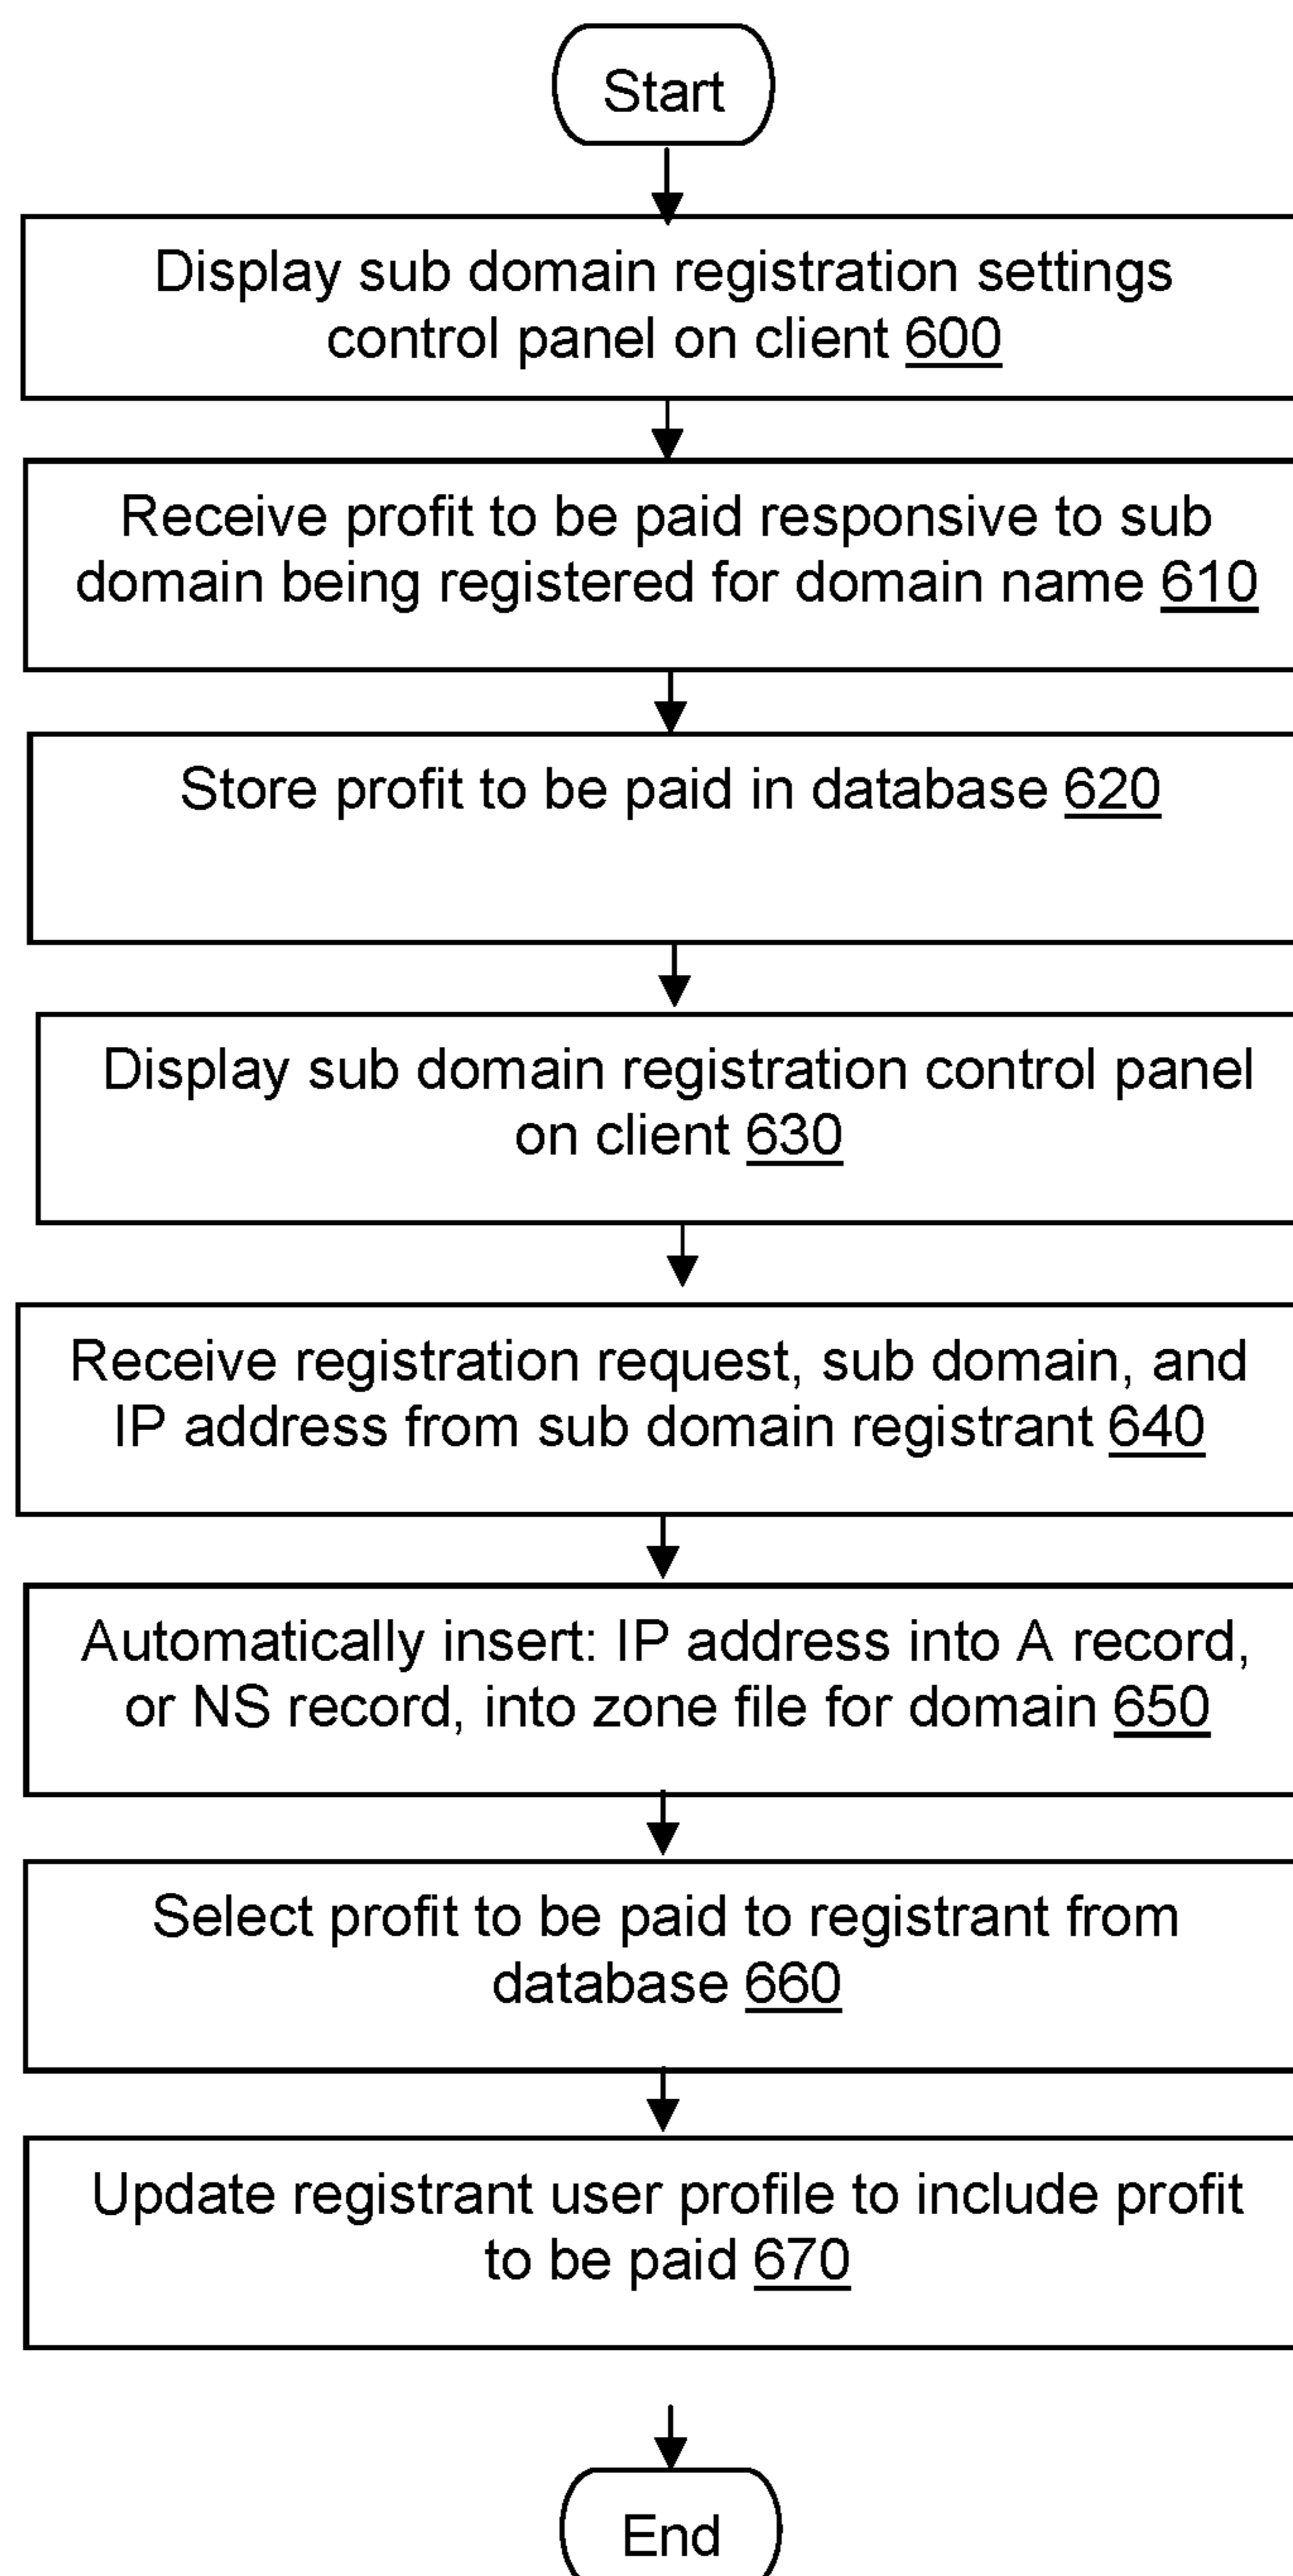 Start
Display sub domain registration settings
control panel on client 600
Receive profit to be paid responsive to sub
domain being registered for domain name 610
Store profit to be paid in database 620
Display sub domain registration control panel
on client 630
Receive registration request, sub domain, and
IP address from sub domain registrant 640
Automatically insert: IP address into A record,
or NS record, into zone file for domain 650
Select profit to be paid to registrant from
database 660
Update registrant user profile to include profit
to be paid 670
End